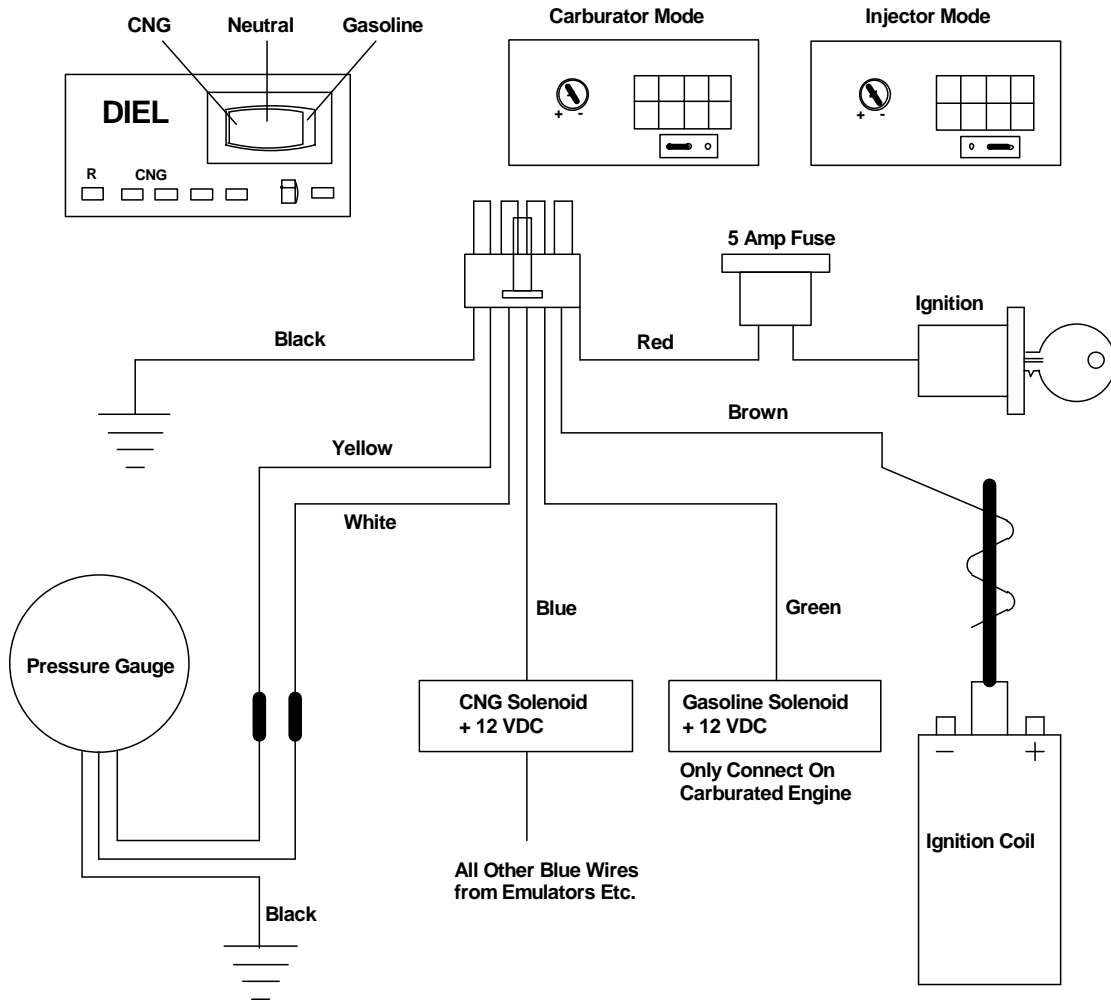 CNG Neutral Gasoline
Carburator Mode
Injector Mode
DIEL
R CNG
+ -
+ -
5 Amp Fuse
Ignition
Black
Red
Brown
Yellow
White
Blue
Green
Pressure Gauge
CNG Solenoid
+ 12 VDC
Gasoline Solenoid
+ 12 VDC
Only Connect On
Carburated Engine
− +
Ignition Coil
All Other Blue Wires
from Emulators Etc.
Black